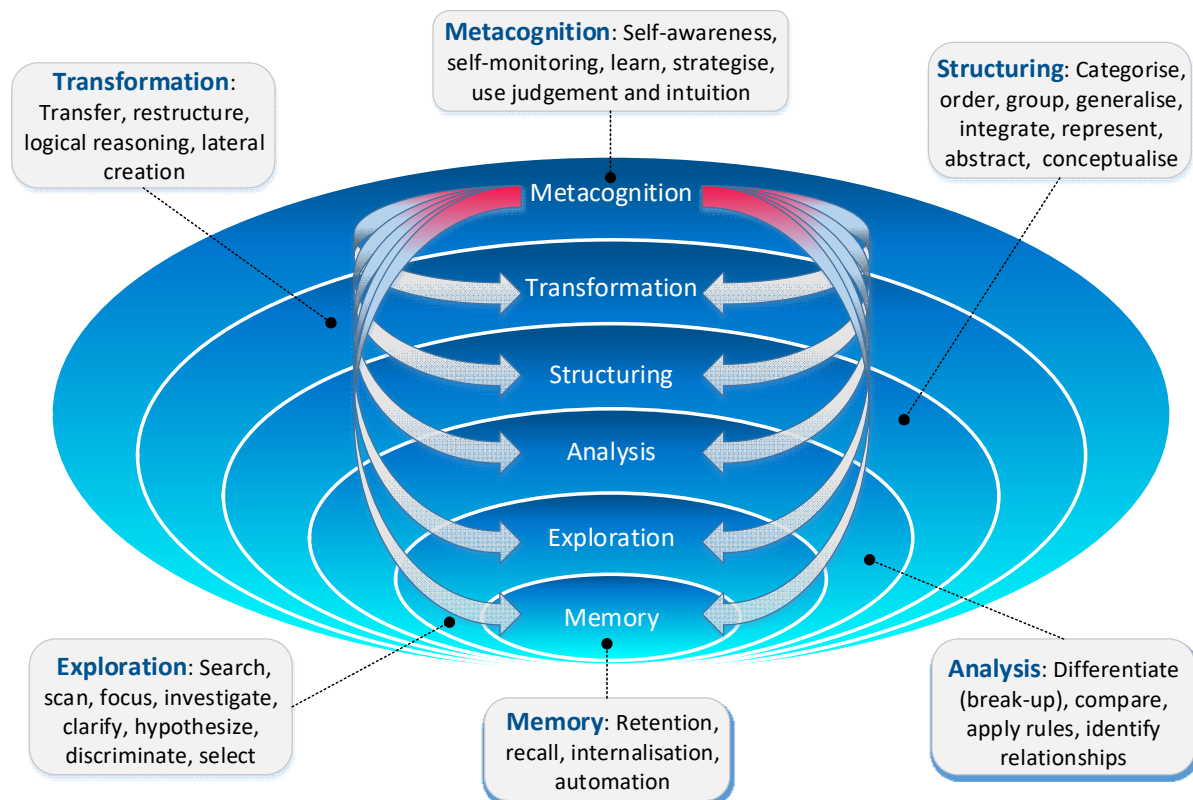 Metacognition: Self-awareness,
self-monitoring, learn, strategise,
use judgement and intuition
Transformation:
Transfer, restructure,
logical reasoning, lateral
creation
Structuring: Categorise,
order, group, generalise,
integrate, represent,
abstract, conceptualise
Metacognition
Transformation
Structuring
Analysis
Exploration
Memory
Exploration: Search,
scan, focus, investigate,
clarify, hypothesize,
discriminate, select
Memory: Retention,
recall, internalisation,
automation
Analysis: Differentiate
(break-up), compare,
apply rules, identify
relationships